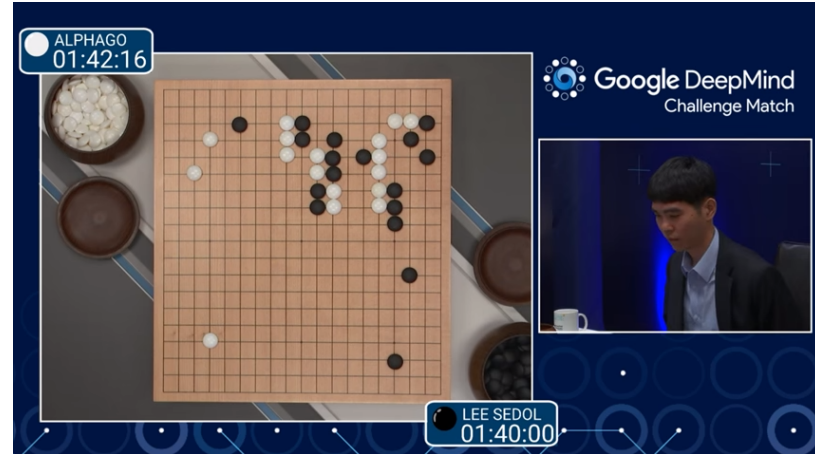 ALPHAGO
01:42:16
Google DeepMind
Challenge Match
LEE SEDOL
01:40:00